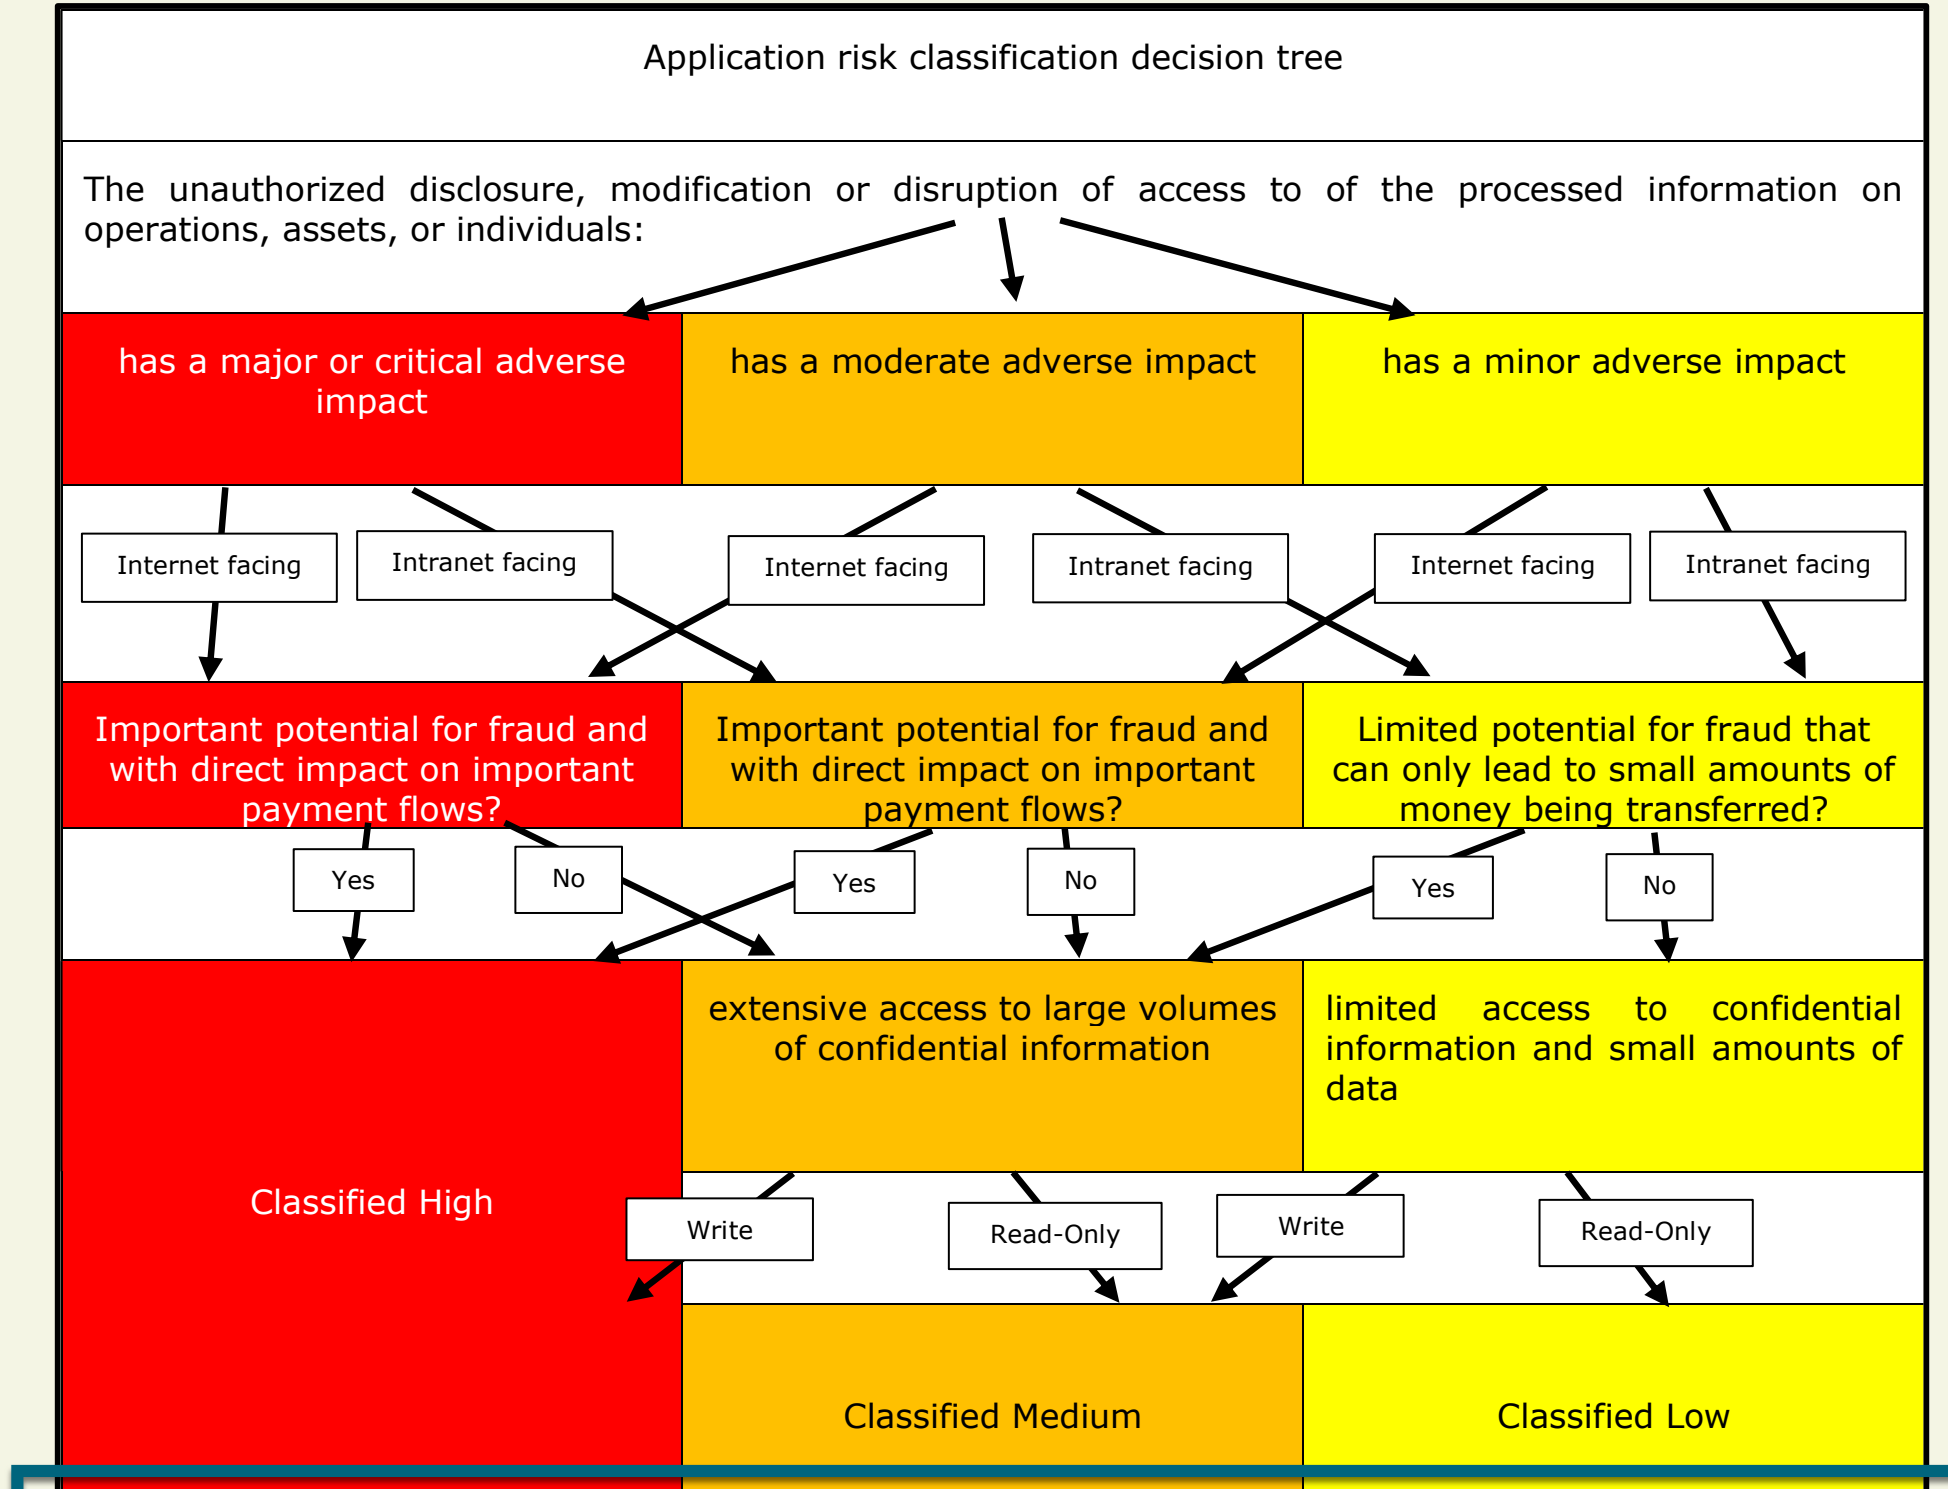 Application risk classification decision tree
The unauthorized disclosure, modification or disruption of access to of the processed information on
operations, assets, or individuals:
has a major or critical adverse
impact
has a moderate adverse impact
has a minor adverse impact
Internet facing
Intranet facing
Internet facing
Intranet facing
Internet facing
Intranet facing
Important potential for fraud and
with direct impact on important
payment flows?
Important potential for fraud and
with direct impact on important
payment flows?
Limited potential for fraud that
can only lead to small amounts of
money being transferred?
Yes
No
Yes
No
Yes
No
extensive access to large volumes
of confidential information
limited access to confidential
information and small amounts of
data
Classified High
Write
Read-Only
Write
Read-Only
Classified Medium
Classified Low